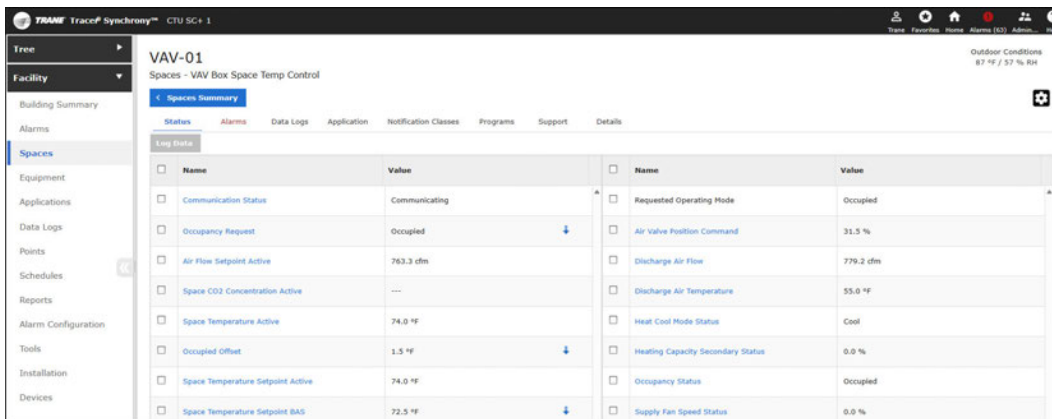 TRANE Tracer® Synchrony™ CTU SC+ 1
Trane Favorites Home Alarms (63) Admin...
Tree
Facility
Building Summary
Alarms
Spaces
Equipment
Applications
Data Logs
Points
Schedules
Reports
Alarm Configuration
Tools
Installation
Devices
VAV-01
Spaces - VAV Box Space Temp Control
Outdoor Conditions
87 °F / 57 % RH
Spaces Summary
Status Alarms Data Logs Application Notification Classes Programs Support Details
Log Data
Name Value Name Value
Communication Status Communicating Requested Operating Mode Occupied
Occupancy Request Occupied Air Valve Position Command 31.5 %
Air Flow Setpoint Active 763.3 cfm Discharge Air Flow 779.2 cfm
Space CO2 Concentration Active --- Discharge Air Temperature 55.0 °F
Space Temperature Active 74.0 °F Heat Cool Mode Status Cool
Occupied Offset 1.5 °F Heating Capacity Secondary Status 0.0 %
Space Temperature Setpoint Active 74.0 °F Occupancy Status Occupied
Space Temperature Setpoint BAS 72.5 °F Supply Fan Speed Status 0.0 %